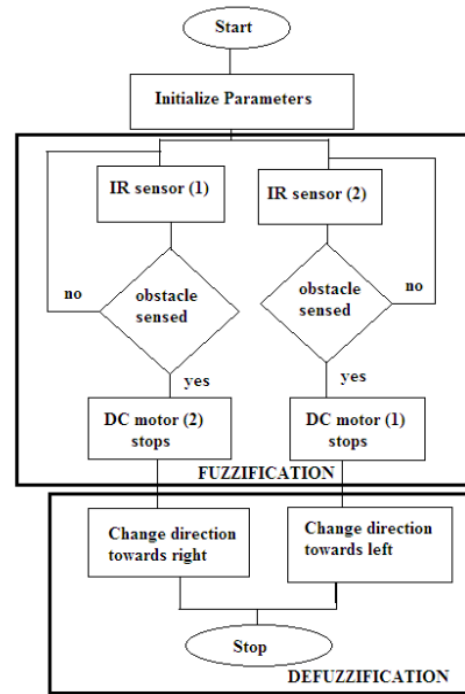 Start
Initialize Parameters
IR sensor (1)
IR sensor (2)
no
obstacle
sensed
obstacle
sensed
no
yes
yes
DC motor (2)
stops
DC motor (1)
stops
FUZZIFICATION
Change direction
towards right
Change direction
towards left
Stop
DEFUZZIFICATION